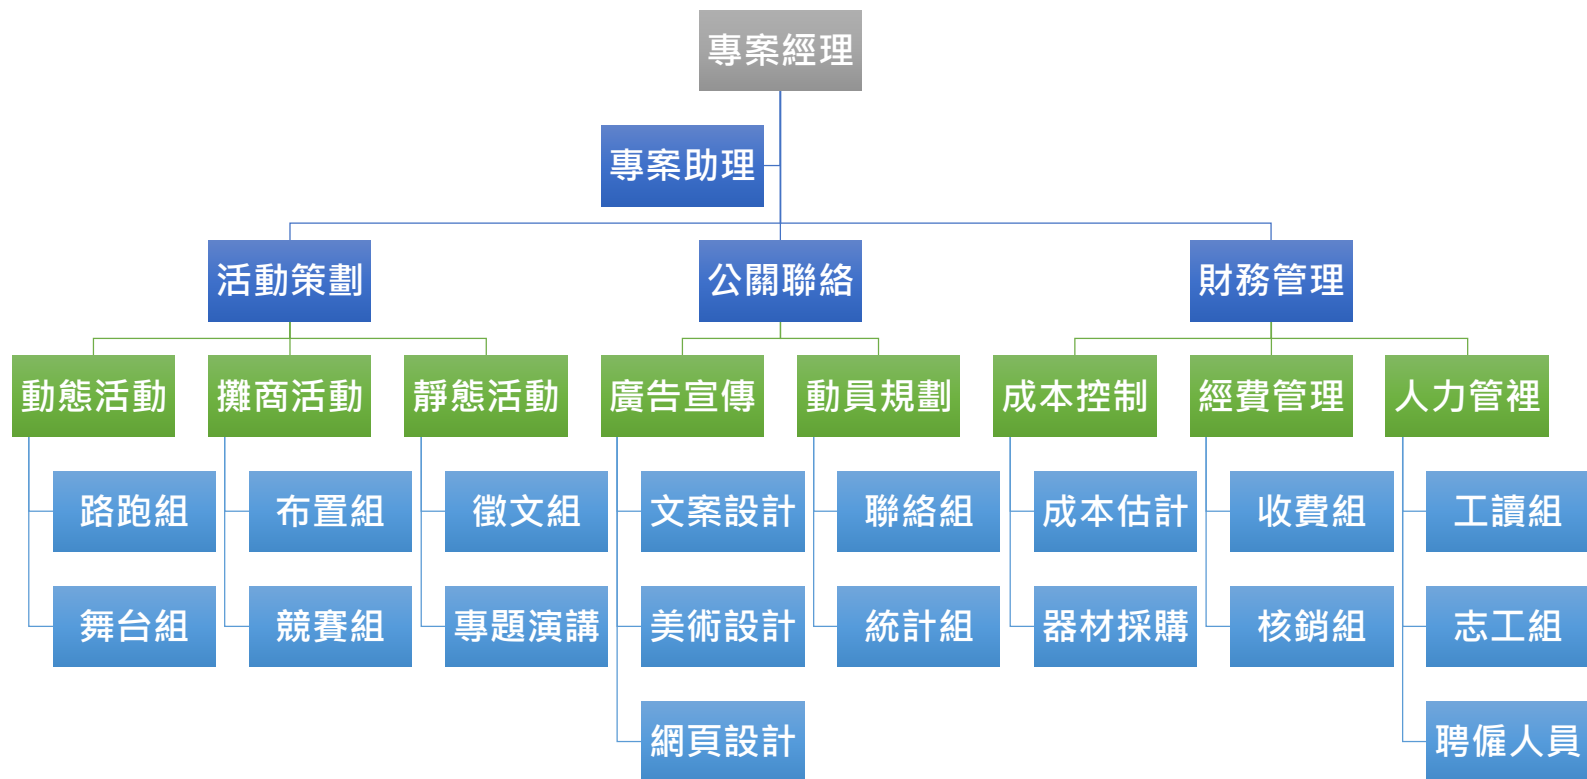 專案經理
專案助理
活動策劃
公關聯絡
財務管理
動態活動
攤商活動
靜態活動
廣告宣傳
動員規劃
成本控制
經費管理
人力管裡
路跑組
布置組
徵文組
文案設計
聯絡組
成本估計
收費組
工讀組
舞台組
競賽組
專題演講
美術設計
統計組
器材採購
核銷組
志工組
網頁設計
聘僱人員